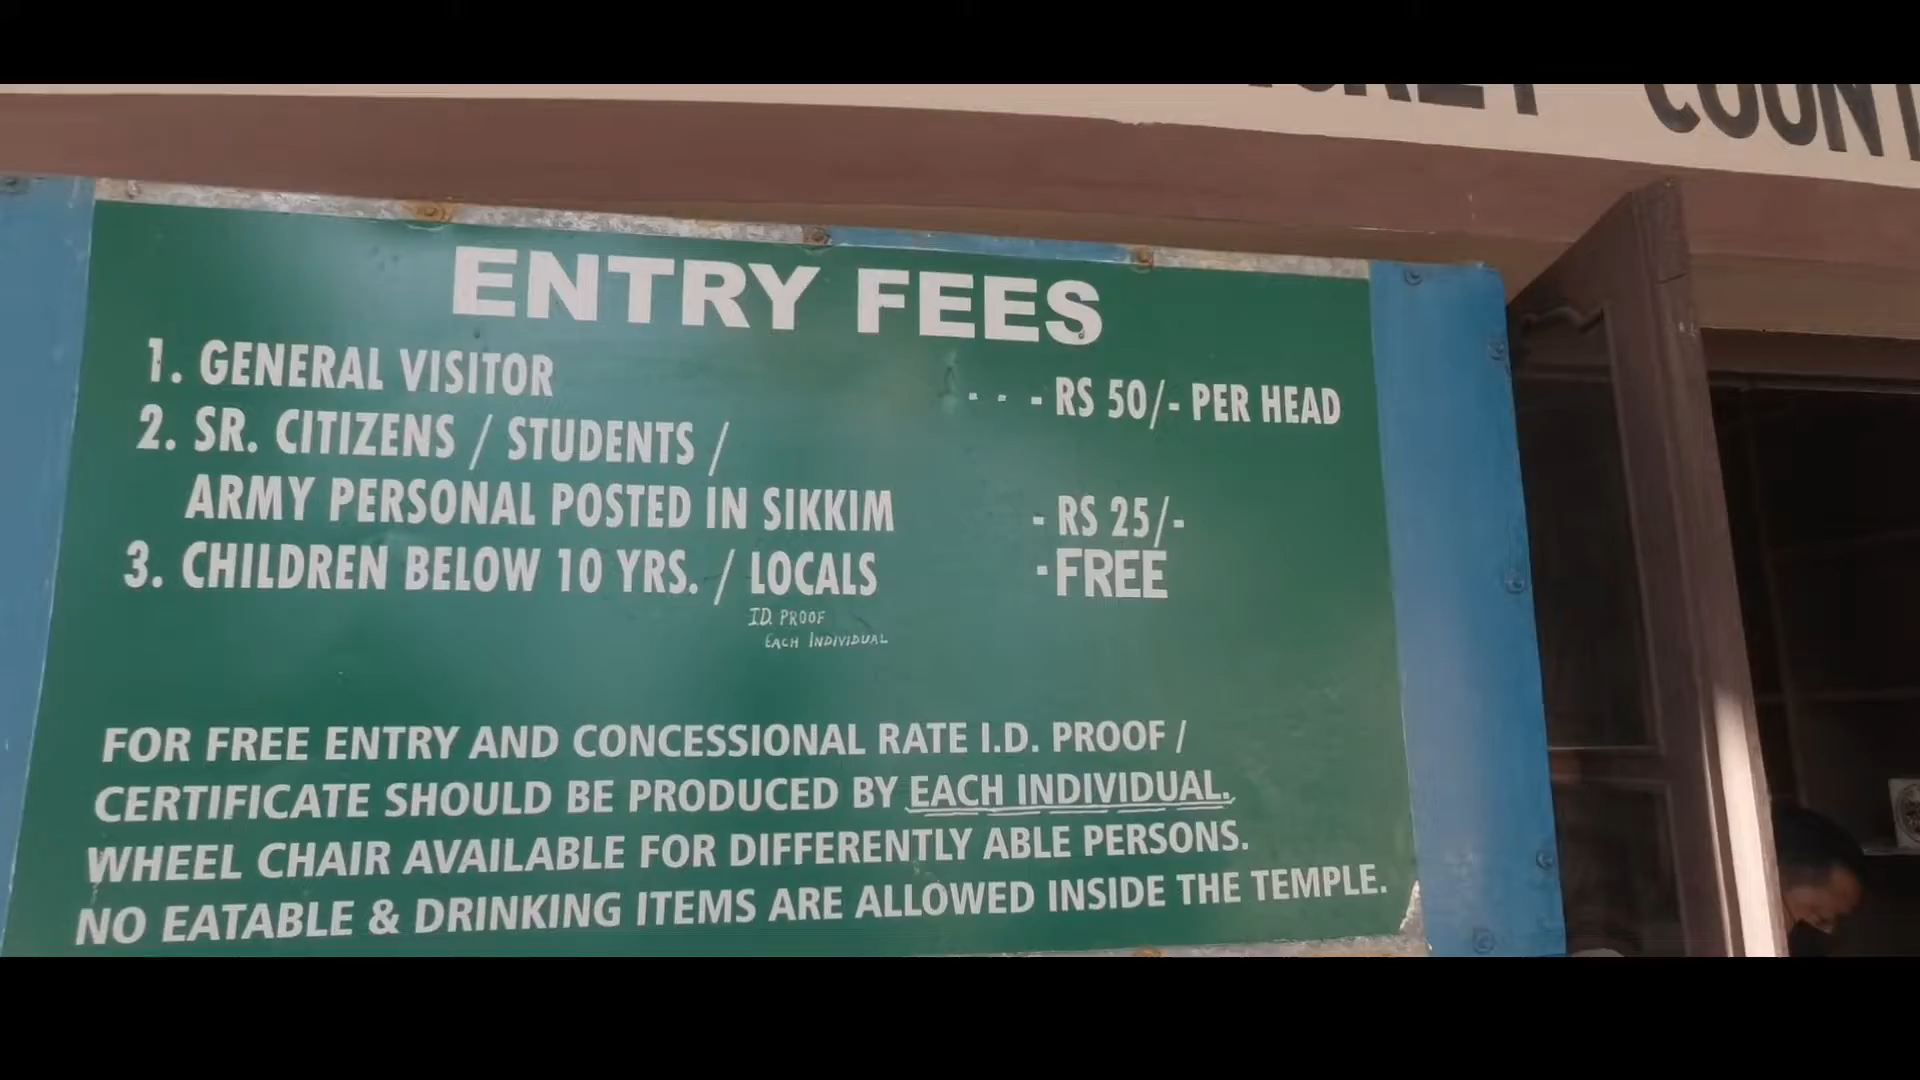 COUNT
ENTRY FEES
1. GENERAL VISITOR - - - RS 50/- PER HEAD
2. SR. CITIZENS / STUDENTS /
ARMY PERSONAL POSTED IN SIKKIM - RS 25/-
3. CHILDREN BELOW 10 YRS. / LOCALS - FREE
I.D. PROOF
EACH INDIVIDUAL
FOR FREE ENTRY AND CONCESSIONAL RATE I.D. PROOF /
CERTIFICATE SHOULD BE PRODUCED BY EACH INDIVIDUAL.
WHEEL CHAIR AVAILABLE FOR DIFFERENTLY ABLE PERSONS.
NO EATABLE & DRINKING ITEMS ARE ALLOWED INSIDE THE TEMPLE.